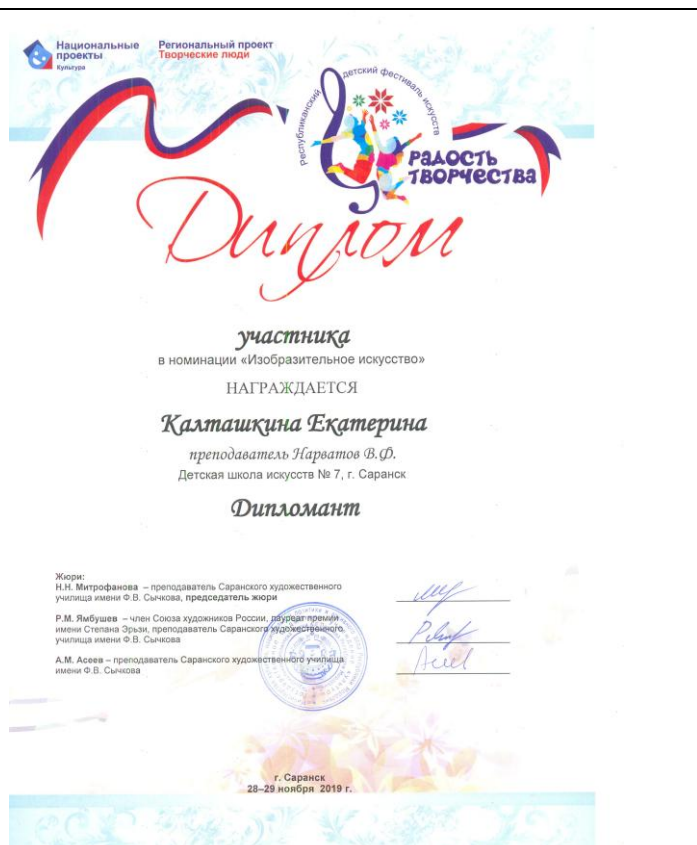 Национальные проекты
Культура
Региональный проект
Творческие люди
Республиканский детский фестиваль искусств
РАДОСТЬ
ТВОРЧЕСТВА
Диплом
участника
в номинации «Изобразительное искусство»
НАГРАЖДАЕТСЯ
Калташкина Екатерина
преподаватель Нарватов В.Ф.
Детская школа искусств № 7, г. Саранск
Дипломант
Жюри:
Н.Н. Митрофанова – преподаватель Саранского художественного
училища имени Ф.В. Сычкова, председатель жюри
Р.М. Ямбушев – член Союза художников России, лауреат премии
имени Степана Эрьзи, преподаватель Саранского художественного
училища имени Ф.В. Сычкова
А.М. Асеев – преподаватель Саранского художественного училища
имени Ф.В. Сычкова
г. Саранск
28–29 ноября 2019 г.